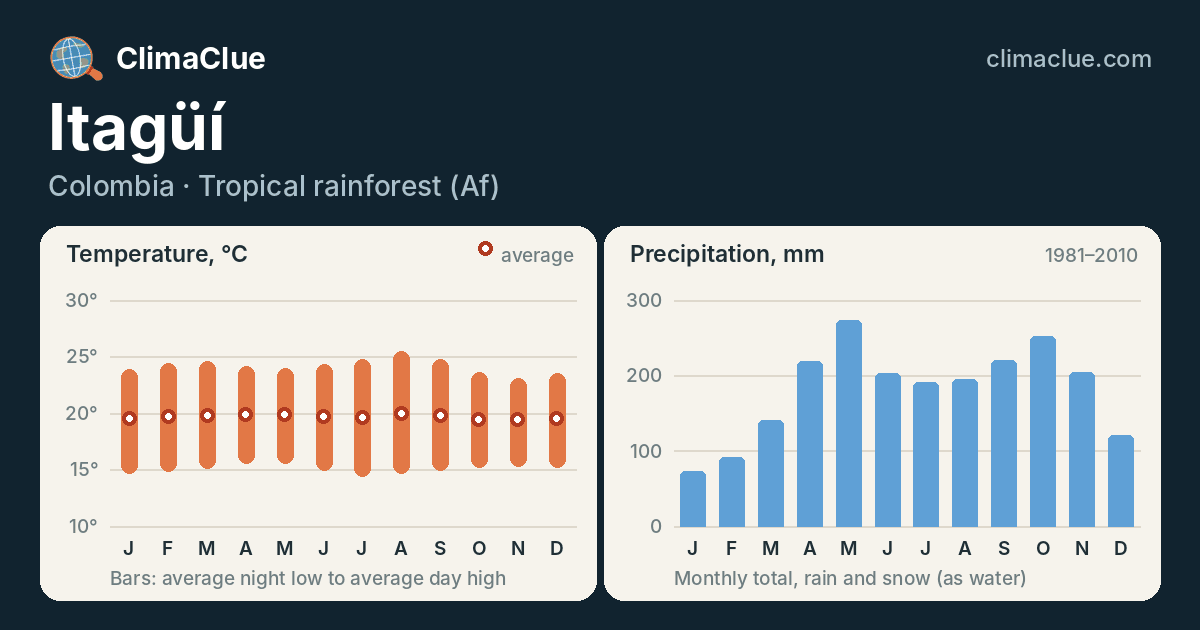 ClimaClue
climaclue.com
Itagüí
Colombia · Tropical rainforest (Af)
Temperature, °C
average
30°
25°
20°
15°
10°
J F M A M J J A S O N D
Bars: average night low to average day high
Precipitation, mm
1981–2010
300
200
100
0
J F M A M J J A S O N D
Monthly total, rain and snow (as water)